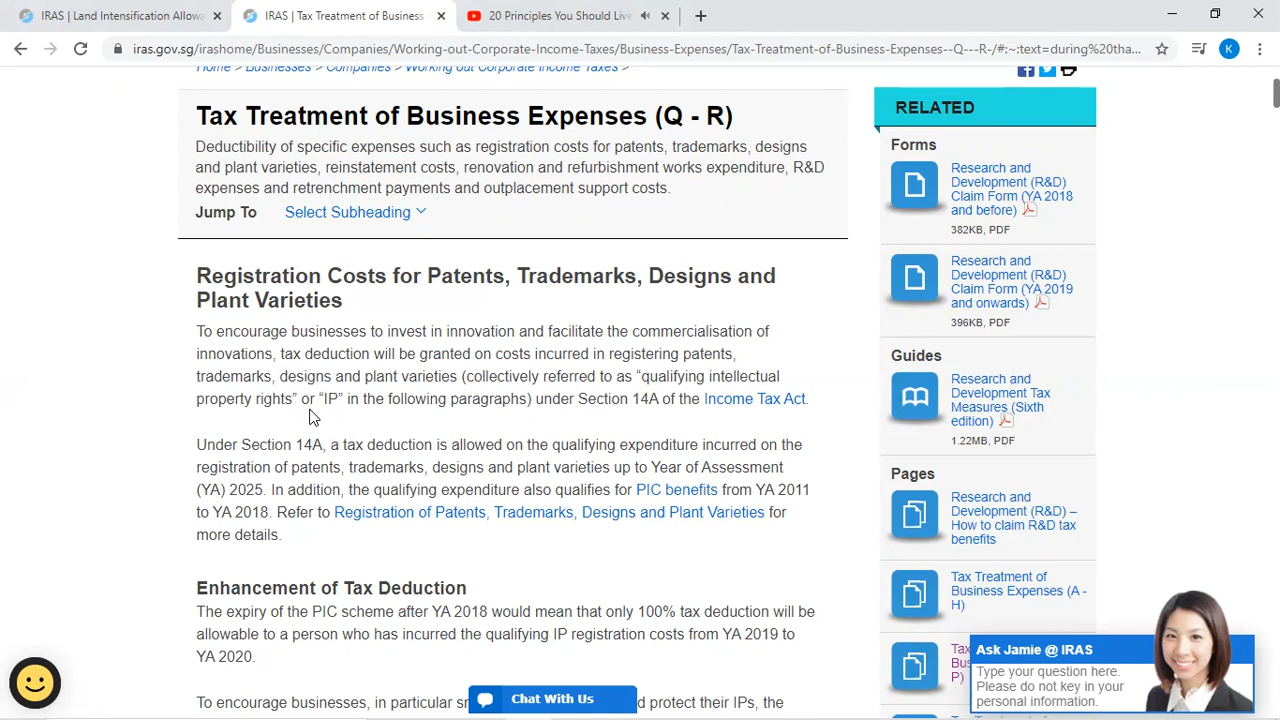 IRAS | Land Intensification Allowa
IRAS | Tax Treatment of Business
20 Principles You Should Live
iras.gov.sg/irashome/Businesses/Companies/Working-out-Corporate-Income-Taxes/Business-Expenses/Tax-Treatment-of-Business-Expenses--Q---R-/#:~:text=during%20tha...
K
Home > Businesses > Companies > Working out Corporate Income Taxes >
Tax Treatment of Business Expenses (Q - R)
Deductibility of specific expenses such as registration costs for patents, trademarks, designs
and plant varieties, reinstatement costs, renovation and refurbishment works expenditure, R&D
expenses and retrenchment payments and outplacement support costs.
Jump To Select Subheading
Registration Costs for Patents, Trademarks, Designs and
Plant Varieties
To encourage businesses to invest in innovation and facilitate the commercialisation of
innovations, tax deduction will be granted on costs incurred in registering patents,
trademarks, designs and plant varieties (collectively referred to as “qualifying intellectual
property rights” or “IP” in the following paragraphs) under Section 14A of the Income Tax Act.
Under Section 14A, a tax deduction is allowed on the qualifying expenditure incurred on the
registration of patents, trademarks, designs and plant varieties up to Year of Assessment
(YA) 2025. In addition, the qualifying expenditure also qualifies for PIC benefits from YA 2011
to YA 2018. Refer to Registration of Patents, Trademarks, Designs and Plant Varieties for
more details.
Enhancement of Tax Deduction
The expiry of the PIC scheme after YA 2018 would mean that only 100% tax deduction will be
allowable to a person who has incurred the qualifying IP registration costs from YA 2019 to
YA 2020.
To encourage businesses, in particular
protect their IPs, the
Chat With Us
RELATED
Forms
Research and
Development (R&D)
Claim Form (YA 2018
and before)
382KB, PDF
Research and
Development (R&D)
Claim Form (YA 2019
and onwards)
396KB, PDF
Guides
Research and
Development Tax
Measures (Sixth
edition)
1.22MB, PDF
Pages
Research and
Development (R&D) –
How to claim R&D tax
benefits
Tax Treatment of
Business Expenses (A -
H)
Ask Jamie @ IRAS
Type your question here.
Please do not key in your
personal information.